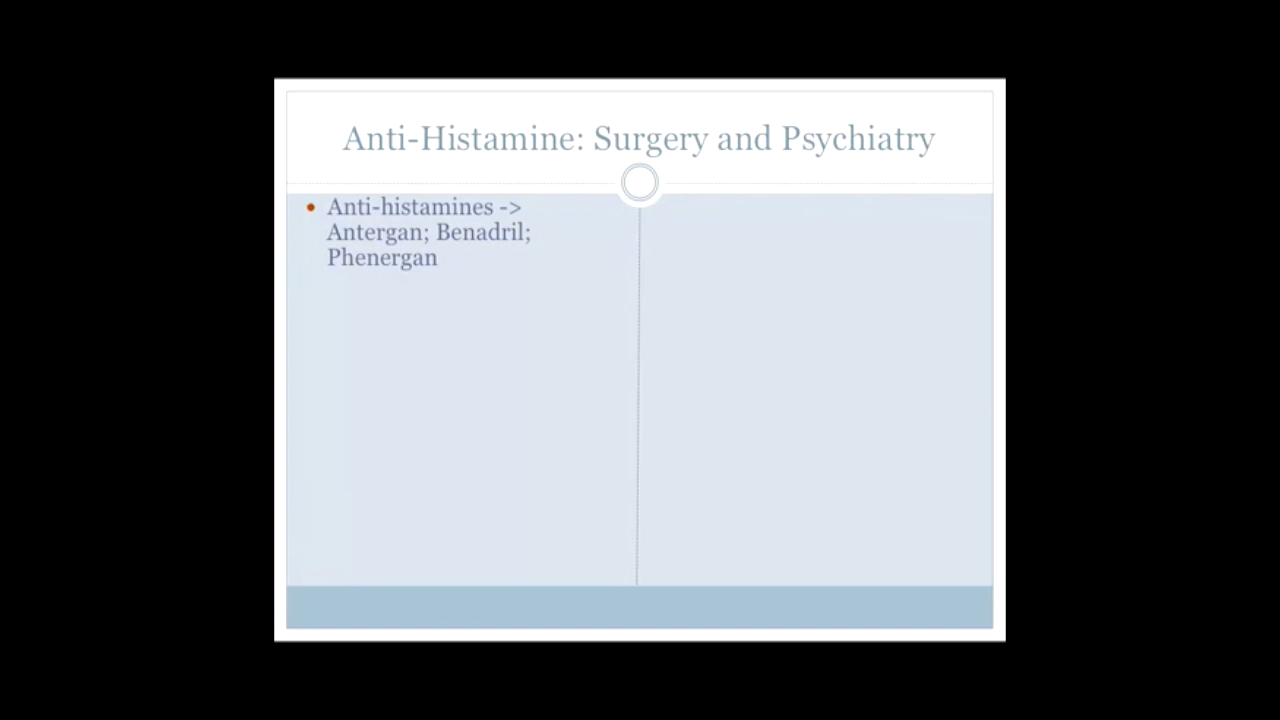 Anti-Histamine: Surgery and Psychiatry
• Anti-histamines ->
Antergan; Benadril;
Phenergan